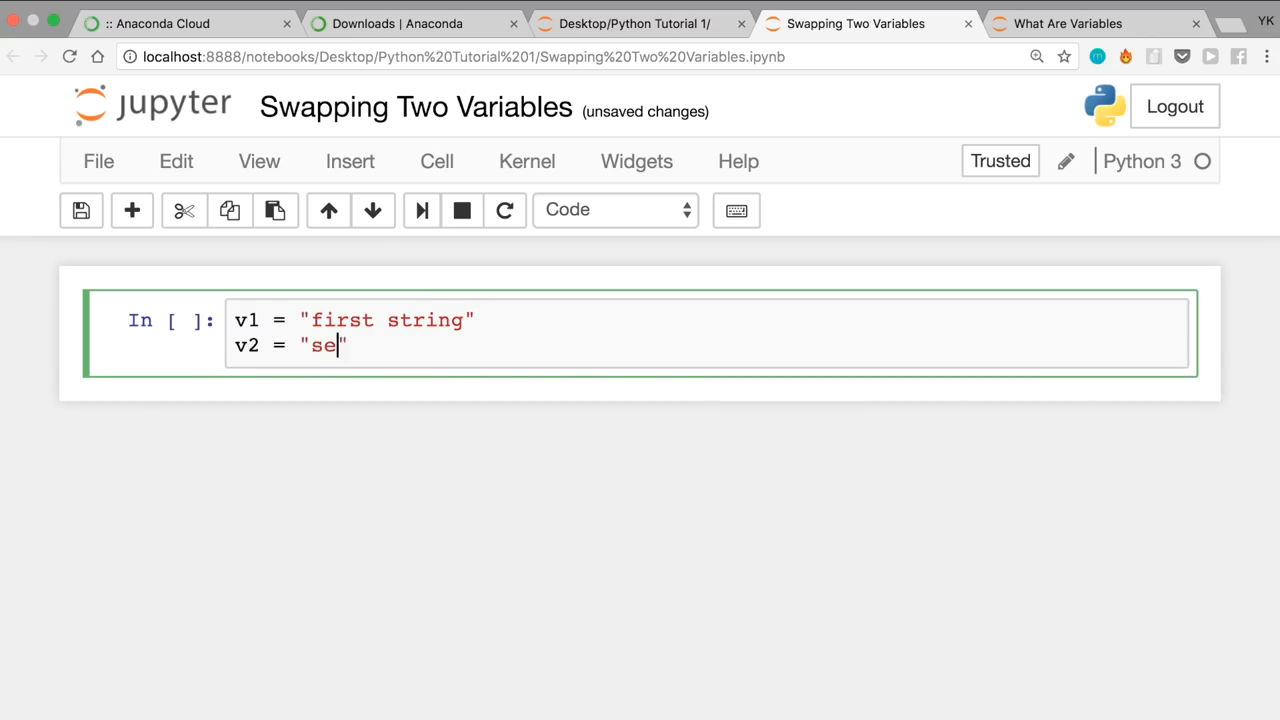 :: Anaconda Cloud
Downloads | Anaconda
Desktop/Python Tutorial 1/
Swapping Two Variables
What Are Variables
YK
localhost:8888/notebooks/Desktop/Python%20Tutorial%201/Swapping%20Two%20Variables.ipynb
jupyter Swapping Two Variables (unsaved changes)
Logout
File Edit View Insert Cell Kernel Widgets Help
Trusted
Python 3
Code
In [ ]: v1 = "first string"
v2 = "se"